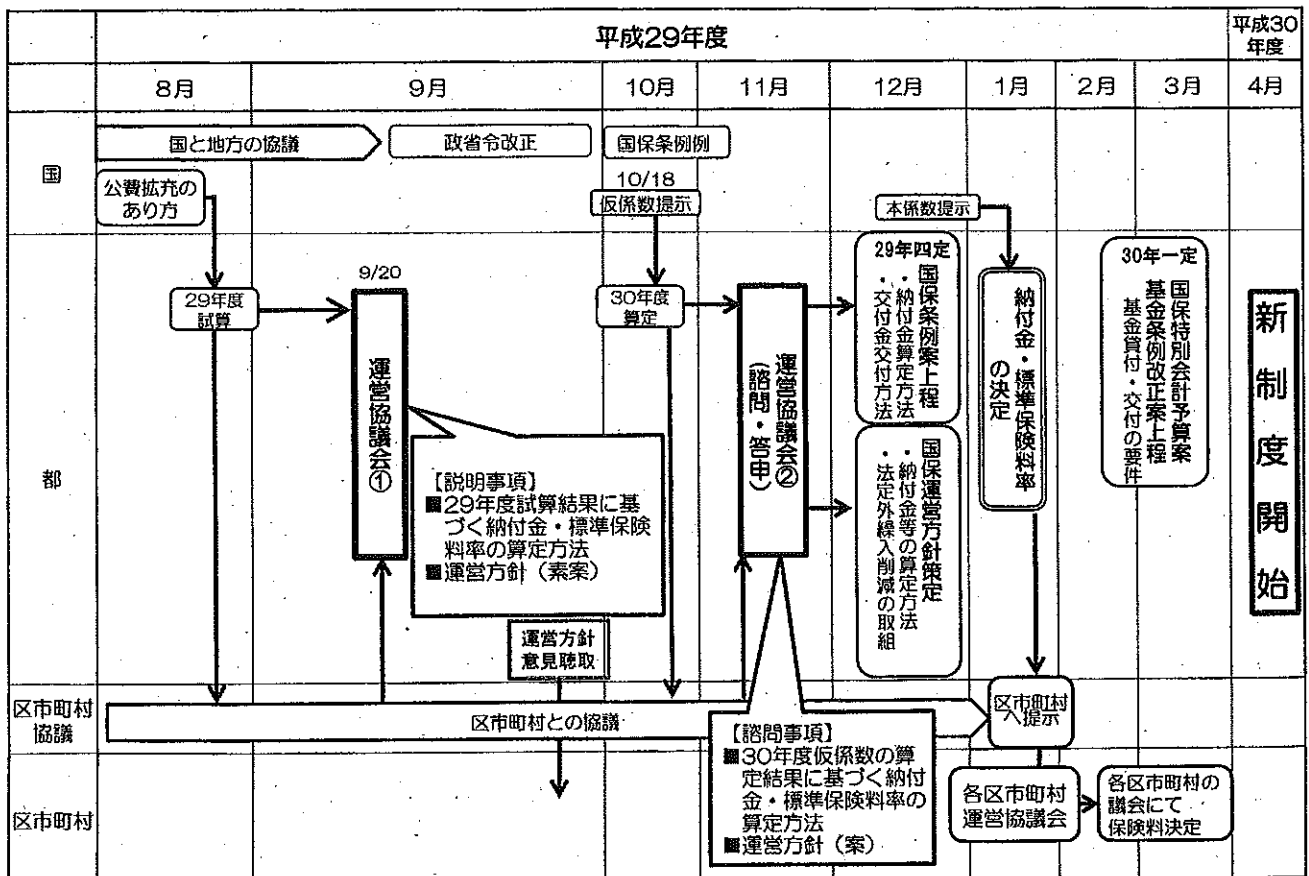 平成29年度
平成30
年度
8月
9月
10月
11月
12月
1月
2月
3月
4月
国
国と地方の協議
政省令改正
国保条例例
公費拡充の
あり方
10/18
仮係数提示
本係数提示
都
29年度
試算
9/20
運営協議会①
【説明事項】
■29年度試算結果に基
づく納付金・標準保険
料率の算定方法
■運営方針（素案）
運営方針
意見聴取
30年度
算定
運営協議会②
（諮問・答申）
29年四定
国保条例案上程
・納付金算定方法
・交付金交付方法
国保運営方針策定
・納付金等の算定方法
・法定外繰入削減の取組
納付金・標準保険料率
の決定
30年一定
国保特別会計予算案
基金条例改正案上程
基金貸付・交付の要件
新制度開始
区市町村
協議
区市町村との協議
区市町村
へ提示
【諮問事項】
■30年度仮係数の算
定結果に基づく納付
金・標準保険料率の
算定方法
■運営方針（案）
区市町村
各区市町村
運営協議会
各区市町村の
議会にて
保険料決定